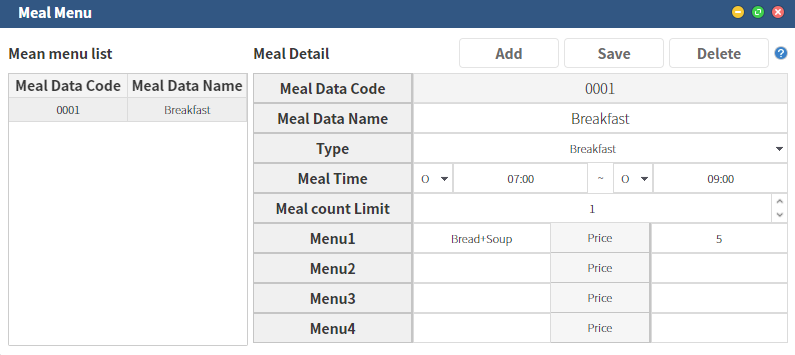 Meal Menu
Mean menu list
Meal Data Code Meal Data Name
0001 Breakfast
Meal Detail Add Save Delete ?
Meal Data Code 0001
Meal Data Name Breakfast
Type Breakfast
Meal Time O 07:00 ~ O 09:00
Meal count Limit 1
Menu1 Bread+Soup Price 5
Menu2 Price
Menu3 Price
Menu4 Price